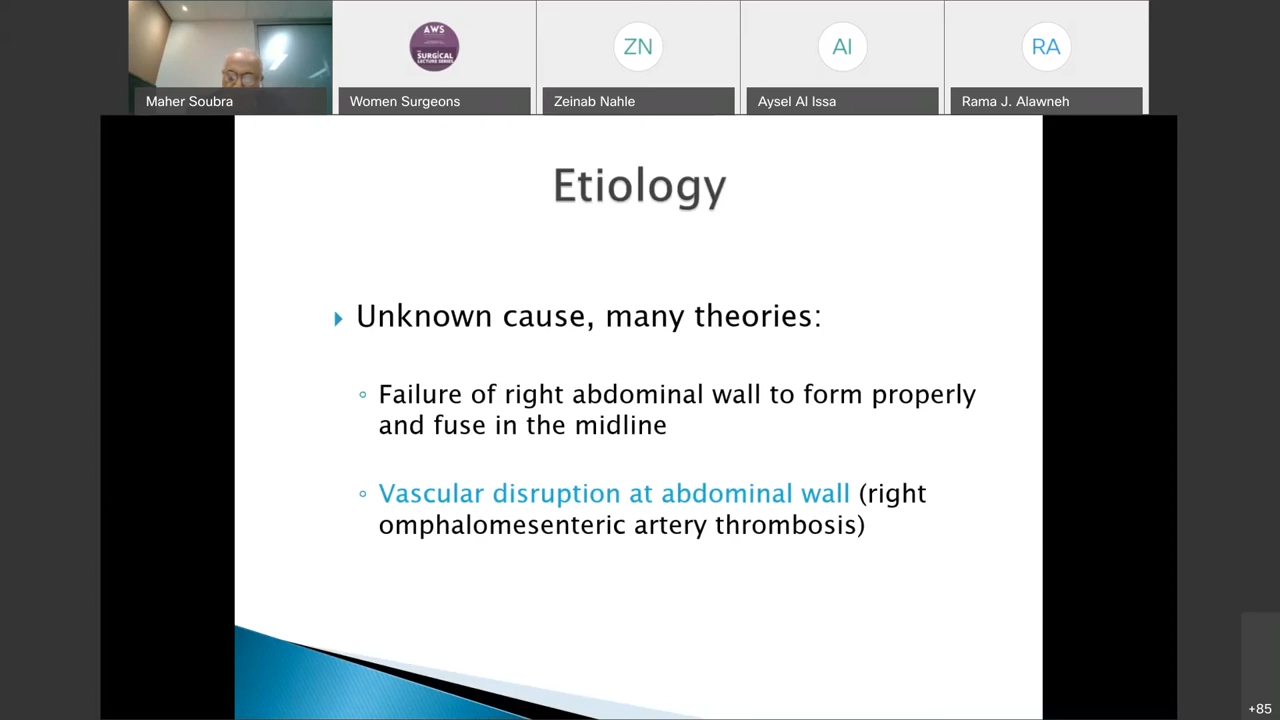 AWS
SURGICAL
LECTURE SERIES
ZN
AI
RA
Maher Soubra
Women Surgeons
Zeinab Nahle
Aysel Al Issa
Rama J. Alawneh
Etiology
Unknown cause, many theories:
Failure of right abdominal wall to form properly
and fuse in the midline
Vascular disruption at abdominal wall (right
omphalomesenteric artery thrombosis)
+85